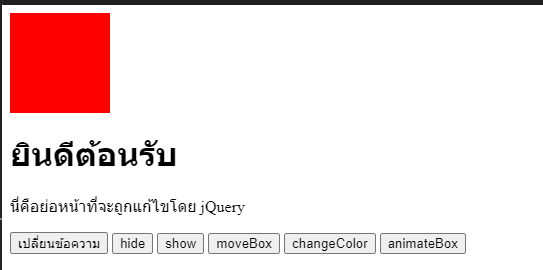 ยินดีต้อนรับ
นี่คือย่อหน้าที่จะถูกแก้ไขโดย jQuery
เปลี่ยนข้อความ hide show moveBox changeColor animateBox